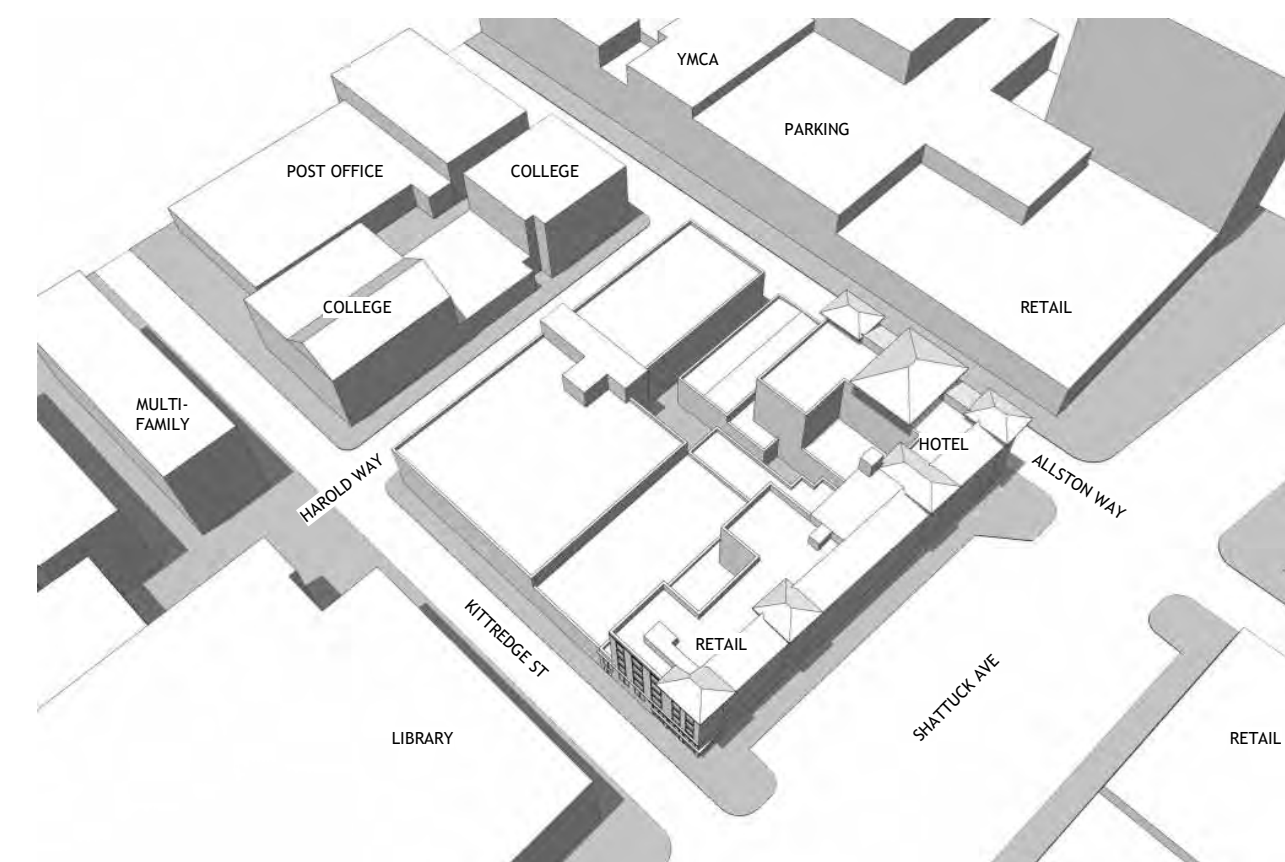 YMCA
PARKING
POST OFFICE
COLLEGE
COLLEGE
RETAIL
MULTI-
FAMILY
HAROLD WAY
HOTEL
ALLSTON WAY
KITTREDGE ST
RETAIL
SHATTUCK AVE
LIBRARY
RETAIL